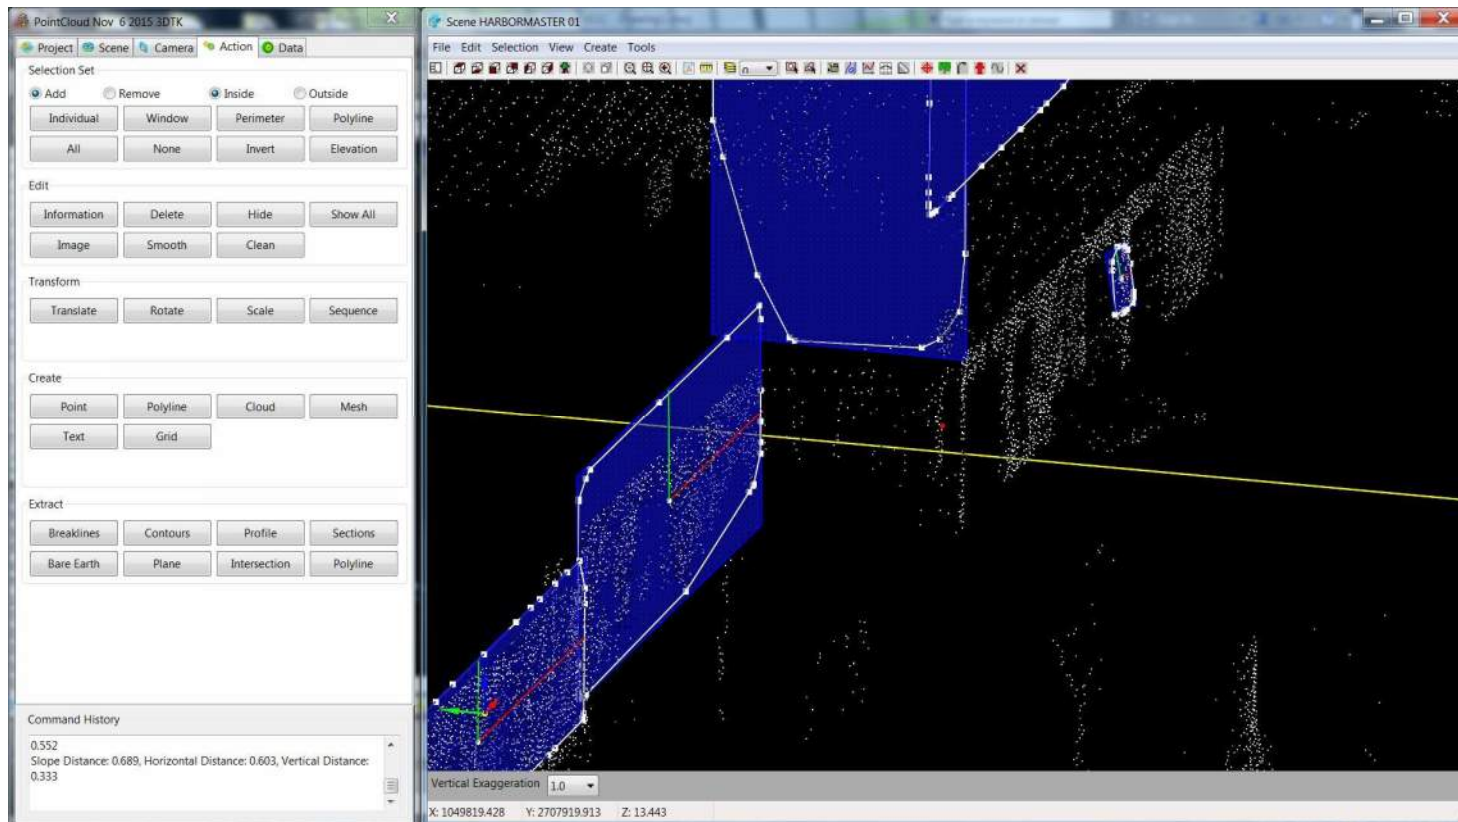 PointCloud Nov 6 2015 3DTK
Project Scene Camera Action Data
Selection Set
Add Remove Inside Outside
Individual Window Perimeter Polyline
All None Invert Elevation
Edit
Information Delete Hide Show All
Image Smooth Clean
Transform
Translate Rotate Scale Sequence
Create
Point Polyline Cloud Mesh
Text Grid
Extract
Breaklines Contours Profile Sections
Bare Earth Plane Intersection Polyline
Command History
0.552
Slope Distance: 0.689, Horizontal Distance: 0.603, Vertical Distance:
0.333
Scene HARBORMASTER 01
File Edit Selection View Create Tools
n
Vertical Exaggeration 1.0
X: 1049819.428 Y: 2707919.913 Z: 13.443